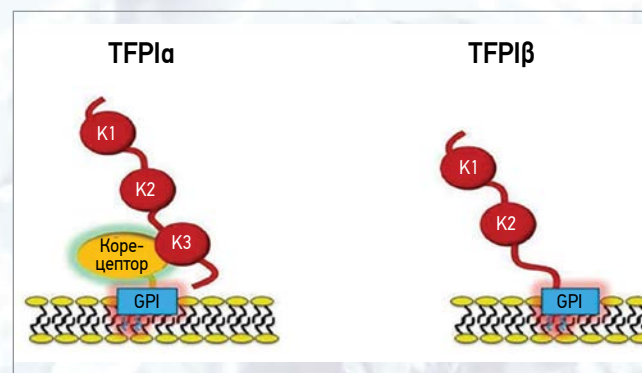 TFPIα
TFPIβ
K1
K2
Коре-
цептор
K3
GPI
K1
K2
GPI